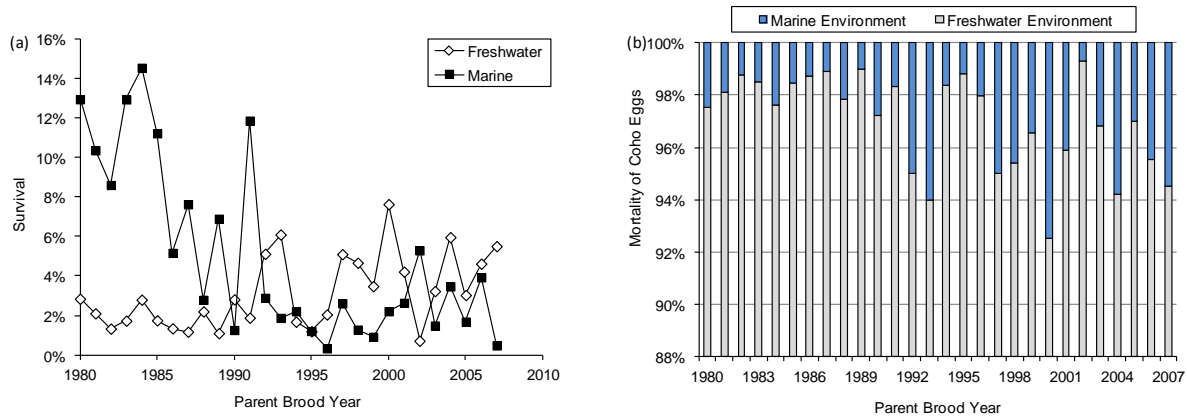 (a)
16%
14%
12%
10%
8%
6%
4%
2%
0%
Survival
Freshwater
Marine
1980 1985 1990 1995 2000 2005 2010
Parent Brood Year
Marine Environment Freshwater Environment
(b)
100%
98%
96%
94%
92%
90%
88%
Mortality of Coho Eggs
1980 1983 1986 1989 1992 1995 1998 2001 2004 2007
Parent Brood Year